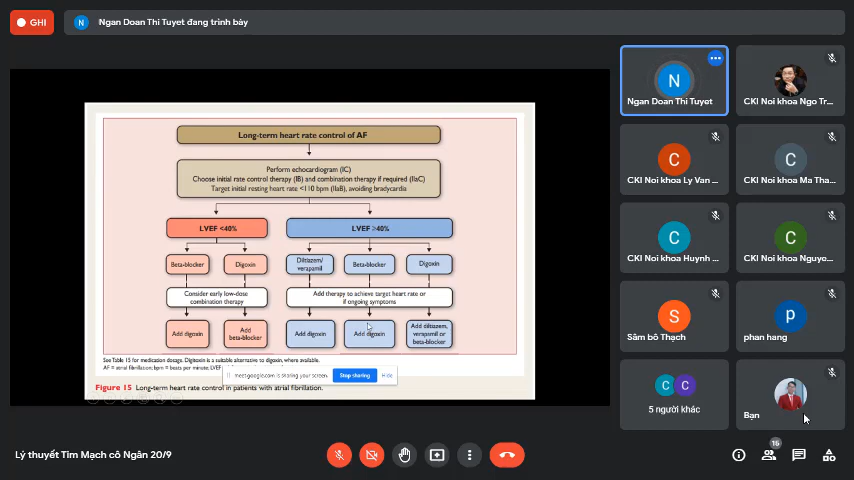 GHI
N
Ngan Doan Thi Tuyet đang trình bày
Long-term heart rate control of AF
Perform echocardiogram (IC)
Choose initial rate control therapy (IB) and combination therapy if required (IIaC)
Target initial resting heart rate <110 bpm (IIaB), avoiding bradycardia
LVEF <40%
LVEF ≥40%
Beta-blocker
Digoxin
Diltiazem/
verapamil
Beta-blocker
Digoxin
Consider early low-dose
combination therapy
Add therapy to achieve target heart rate or
if ongoing symptoms
Add digoxin
Add
beta-blocker
Add digoxin
Add digoxin
Add diltiazem,
verapamil or
beta-blocker
See Table 15 for medication dosage. Digitoxin is a suitable alternative to digoxin, where available.
AF = atrial fibrillation; bpm = beats per minute; LVEF
meet.google.com is sharing your screen.
Stop sharing
Hide
Figure 15 Long-term heart rate control in patients with atrial fibrillation.
N
Ngan Doan Thi Tuyet
CKI Noi khoa Ngo Tr...
C
CKI Noi khoa Ly Van ...
C
CKI Noi khoa Ma Tha...
C
CKI Noi khoa Huynh ...
C
CKI Noi khoa Nguye...
S
Sâm bô Thạch
p
phan hang
C C
5 người khác
Bạn
Lý thuyết Tim Mạch cô Ngân 20/9
15